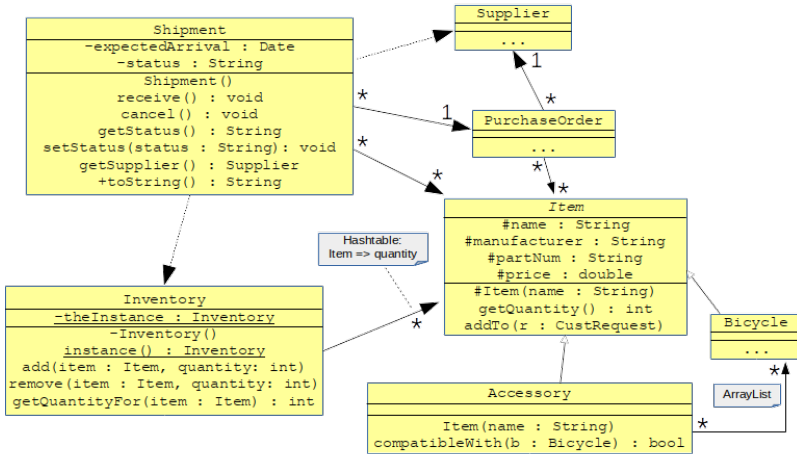 Shipment
-expectedArrival : Date
-status : String
Shipment()
receive() : void
cancel() : void
getStatus() : String
setStatus(status : String): void
getSupplier() : Supplier
+toString() : String
Supplier
...
1
*
*
1
PurchaseOrder
...
*
*
*
*
Item
#name : String
#manufacturer : String
#partNum : String
#price : double
#Item(name : String)
getQuantity() : int
addTo(r : CustRequest)
Hashtable:
Item => quantity
*
Inventory
-theInstance : Inventory
-Inventory()
instance() : Inventory
add(item : Item, quantity: int)
remove(item : Item, quantity: int)
getQuantityFor(item : Item) : int
Bicycle
...
*
ArrayList
*
Accessory
Item(name : String)
compatibleWith(b : Bicycle) : bool